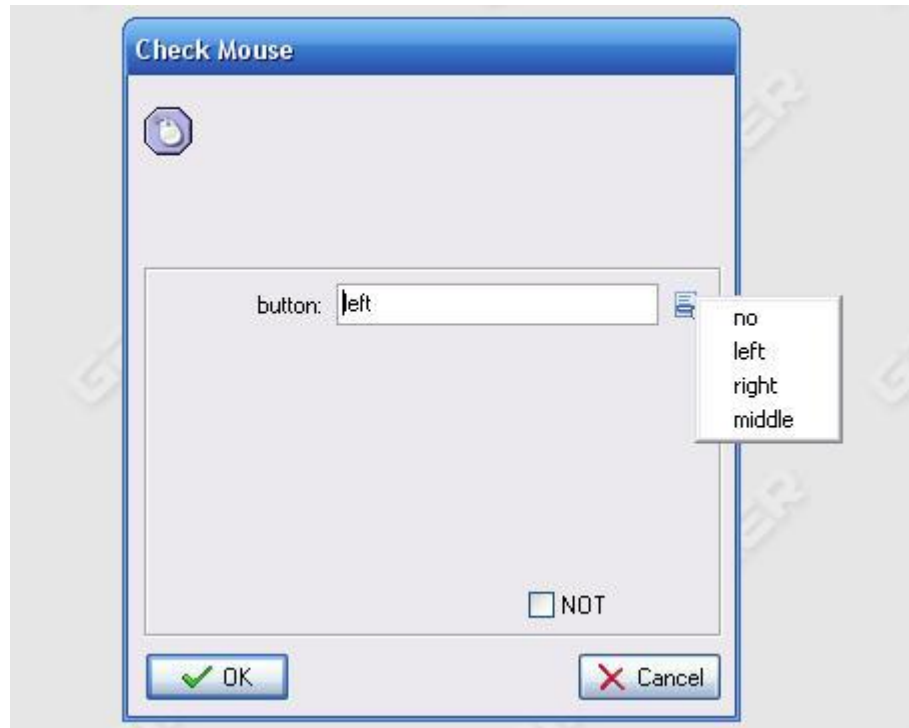 Check Mouse
button: left
no
left
right
middle
NOT
OK Cancel